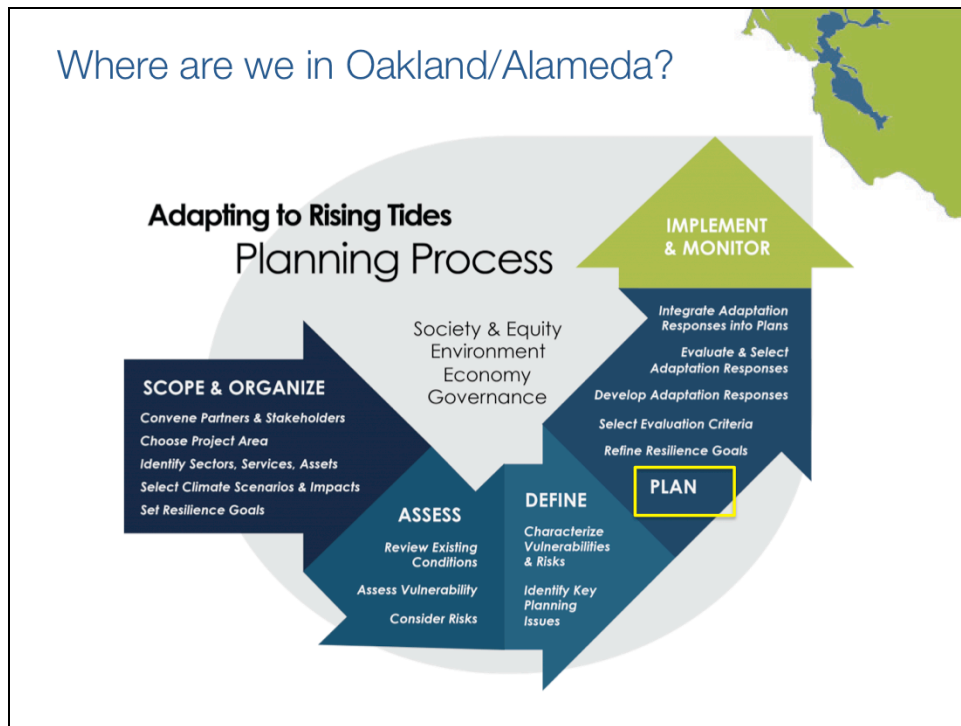 Where are we in Oakland/Alameda?
Adapting to Rising Tides
Planning Process
Society & Equity
Environment
Economy
Governance
SCOPE & ORGANIZE
Convene Partners & Stakeholders
Choose Project Area
Identify Sectors, Services, Assets
Select Climate Scenarios & Impacts
Set Resilience Goals
ASSESS
Review Existing
Conditions
Assess Vulnerability
Consider Risks
DEFINE
Characterize
Vulnerabilities
& Risks
Identify Key
Planning
Issues
PLAN
Refine Resilience Goals
Select Evaluation Criteria
Develop Adaptation Responses
Evaluate & Select
Adaptation Responses
Integrate Adaptation
Responses into Plans
IMPLEMENT
& MONITOR